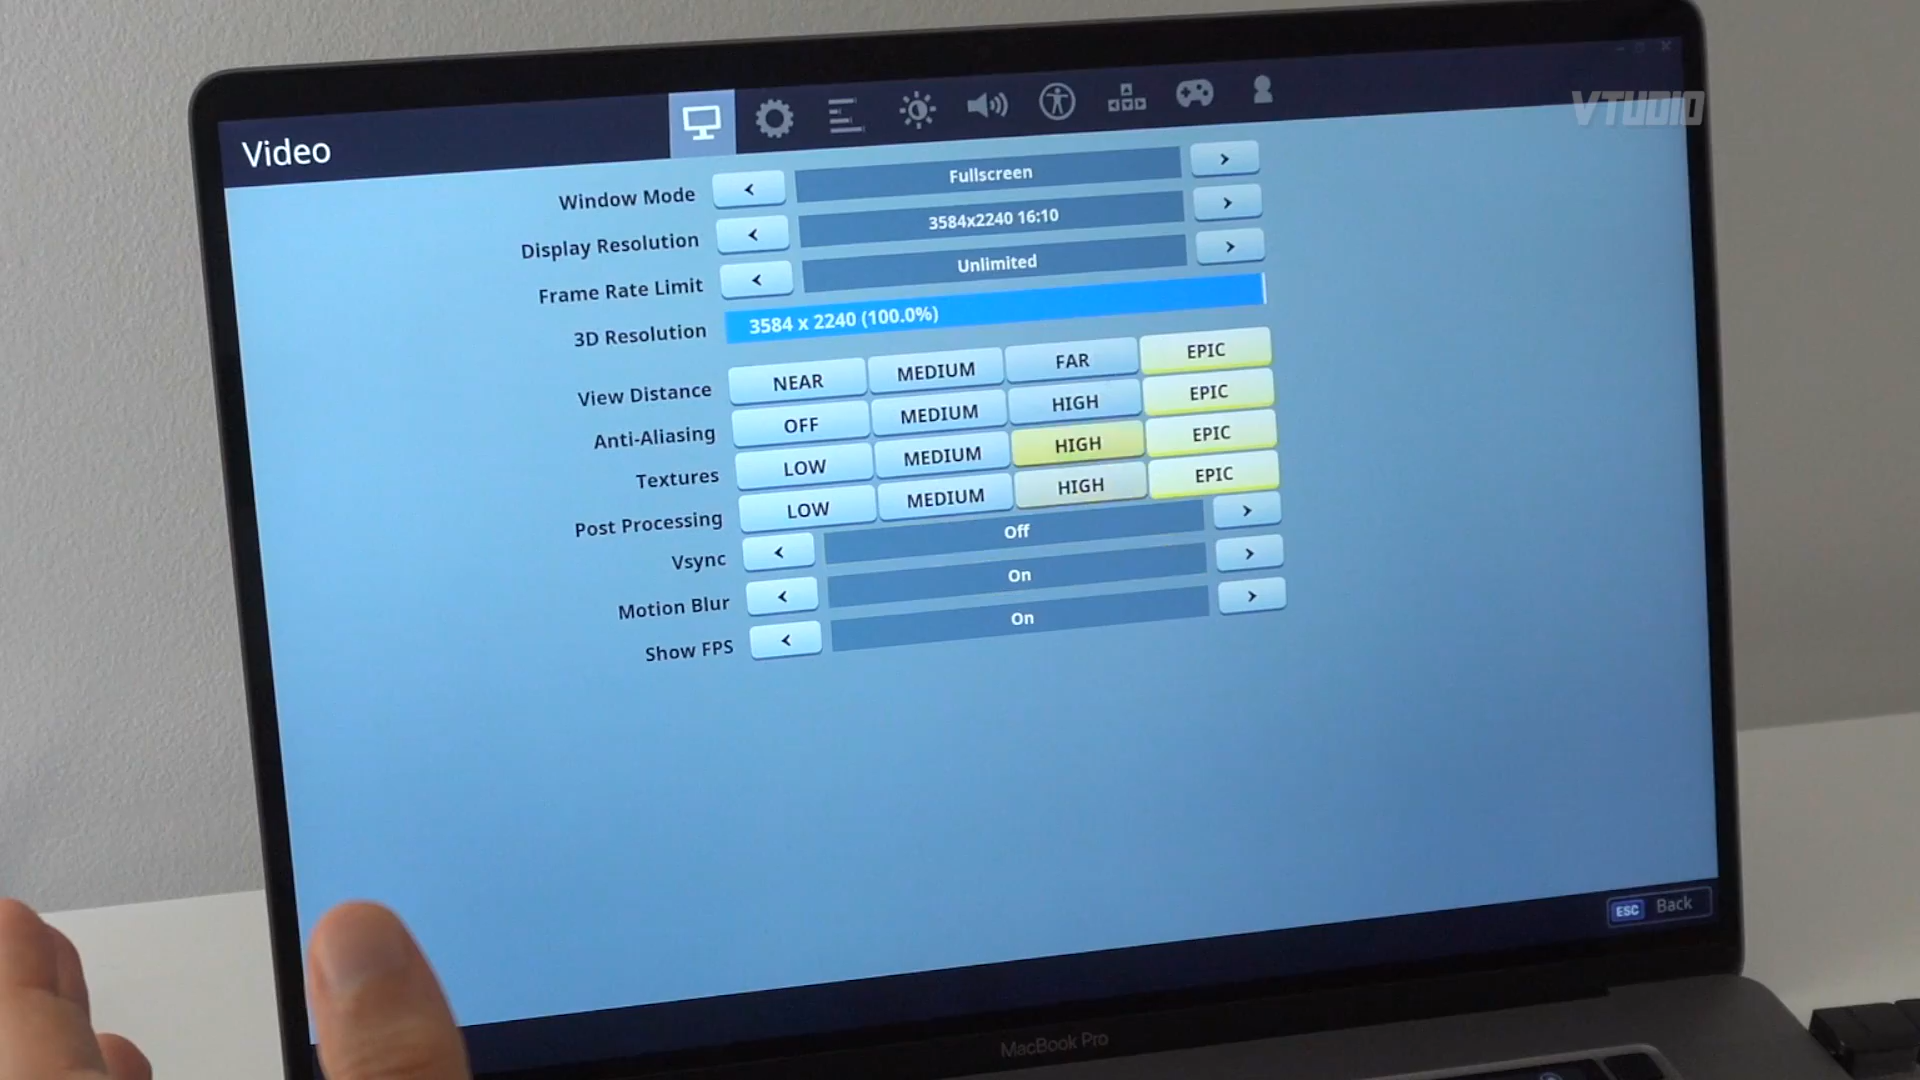 VTUDIO
Video
Window Mode < Fullscreen >
Display Resolution < 3584x2240 16:10 >
Frame Rate Limit < Unlimited >
3D Resolution 3584 x 2240 (100.0%)
View Distance NEAR MEDIUM FAR EPIC
Anti-Aliasing OFF MEDIUM HIGH EPIC
Textures LOW MEDIUM HIGH EPIC
Post Processing LOW MEDIUM HIGH EPIC
Vsync < Off >
Motion Blur < On >
Show FPS < On >
ESC Back
MacBook Pro